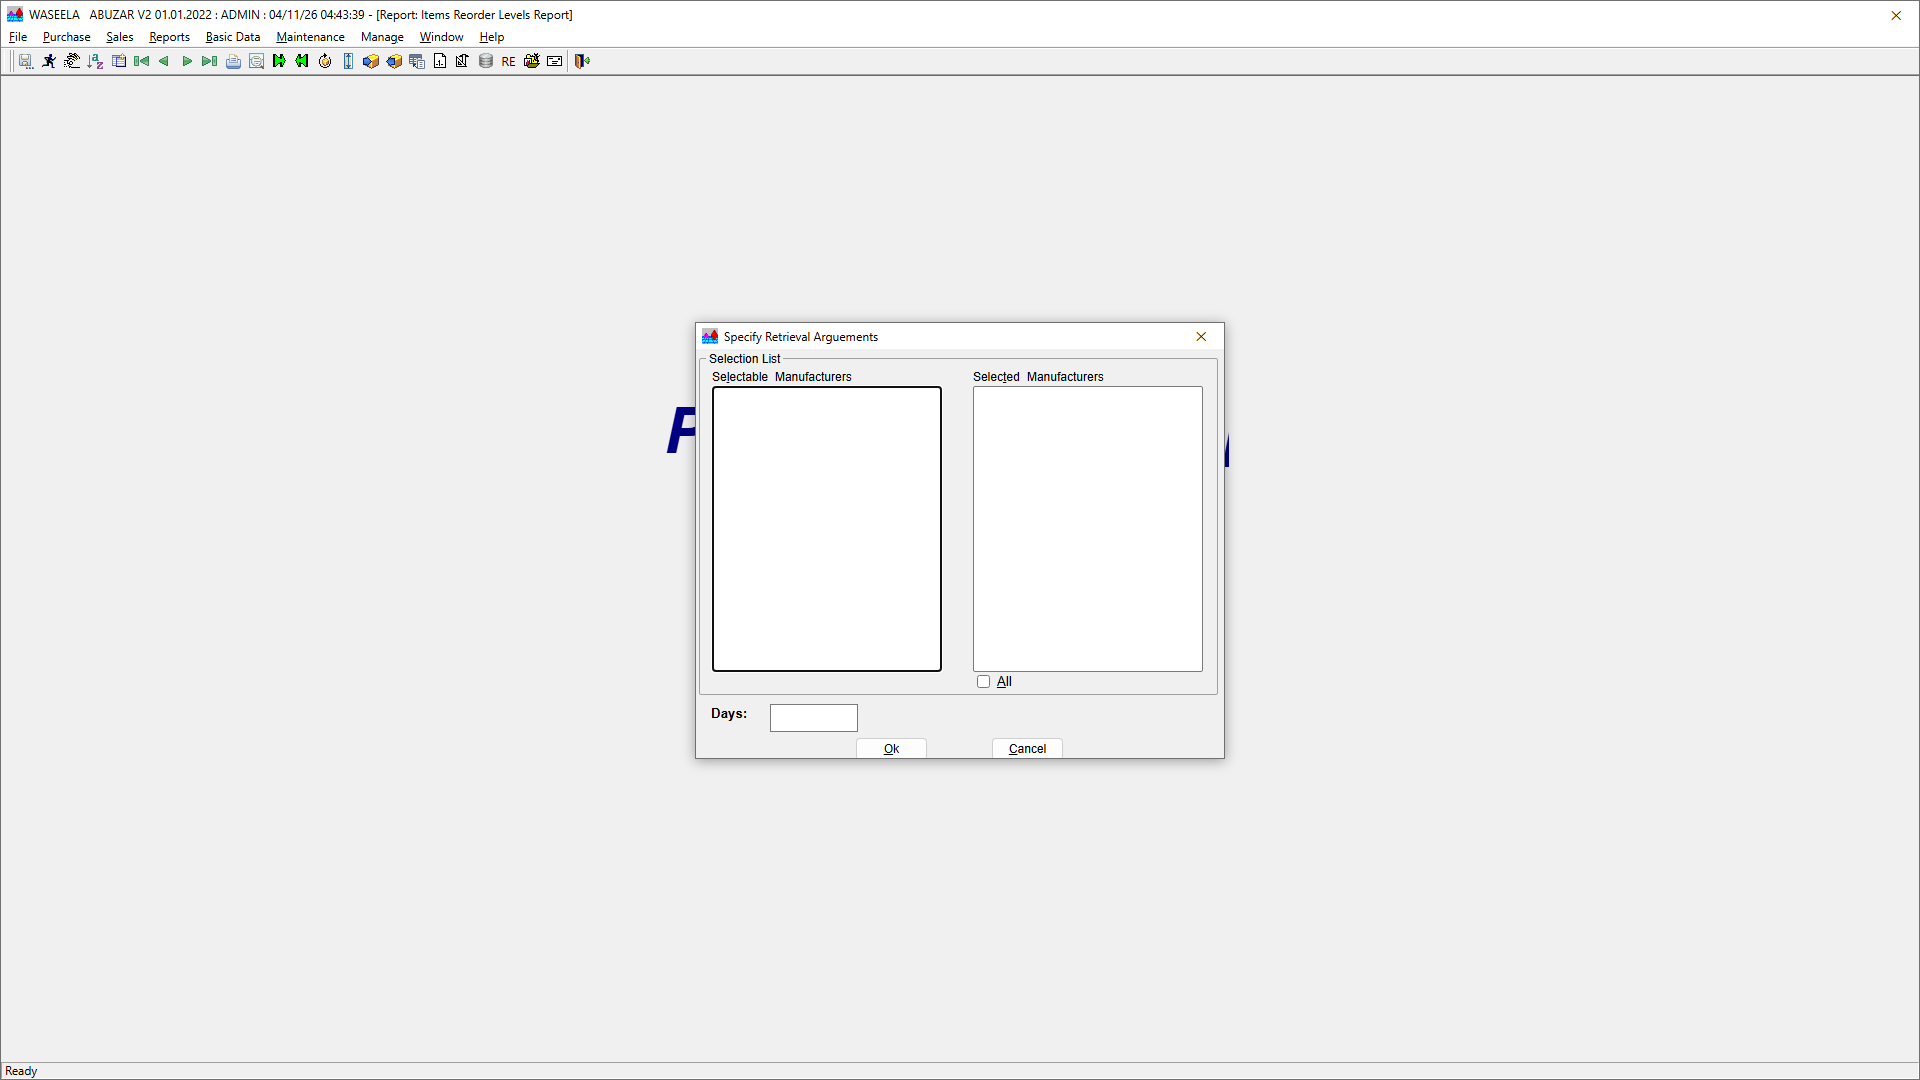 WASEELA ABUZAR V2 01.01.2022 : ADMIN : 04/11/26 04:43:39 - [Report: Items Reorder Levels Report]
File Purchase Sales Reports Basic Data Maintenance Manage Window Help
RE
Specify Retrieval Arguements
Selection List
Selectable Manufacturers Selected Manufacturers
All
Days:
Ok Cancel
Ready